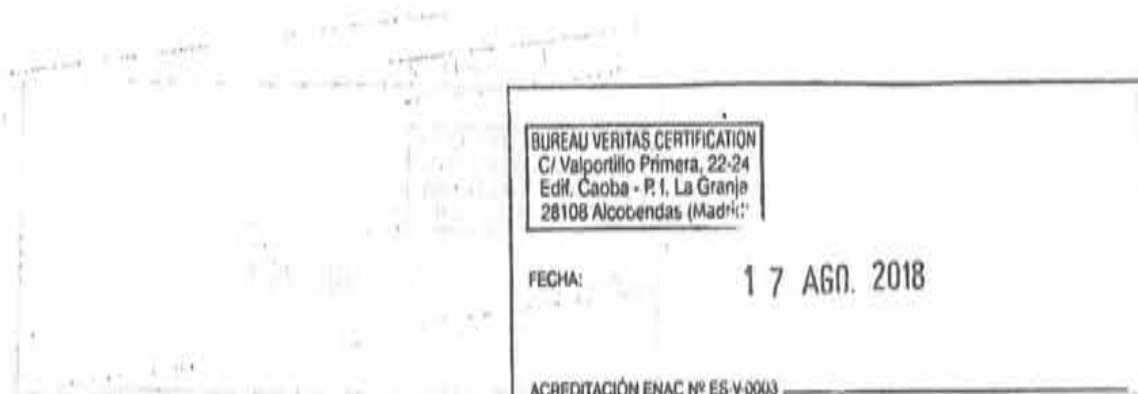 BUREAU VERITAS CERTIFICATION
C/ Valportillo Primera, 22-24
Edif. Caoba - P. I. La Granja
28108 Alcobendas (Madrid)
FECHA:
17 AGO. 2018
ACREDITACIÓN ENAC Nº ES-V-0003